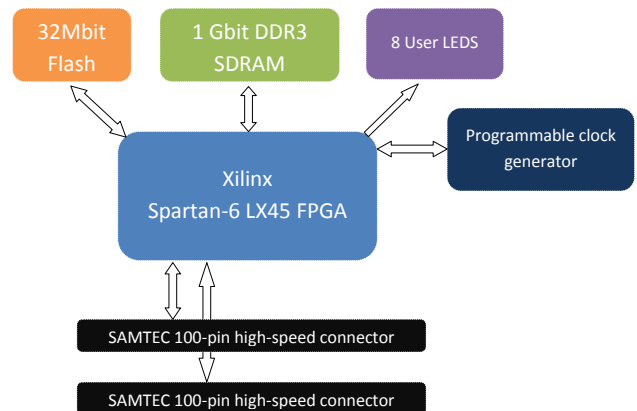 32Mbit
Flash
1 Gbit DDR3
SDRAM
8 User LEDS
Programmable clock
generator
Xilinx
Spartan-6 LX45 FPGA
SAMTEC 100-pin high-speed connector
SAMTEC 100-pin high-speed connector